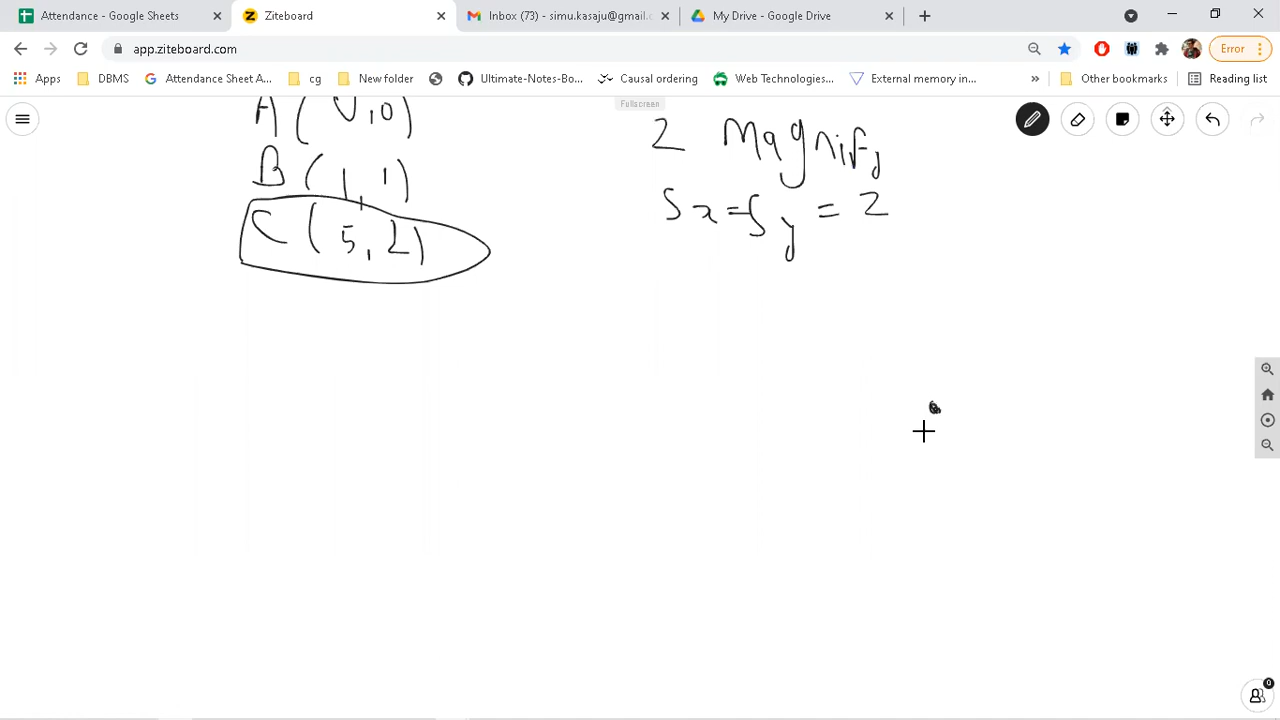 Attendance - Google Sheets
Ziteboard
Inbox (73) - simu.kasaju@gmail.c
My Drive - Google Drive
app.ziteboard.com
Error
Apps
DBMS
Attendance Sheet A...
cg
New folder
Ultimate-Notes-Bo...
Causal ordering
Web Technologies...
External memory in...
»
Other bookmarks
Reading list
Fullscreen
A (0,0)
B (1,1)
C (5,2)
2 Magnify
Sx=Sy = 2
0